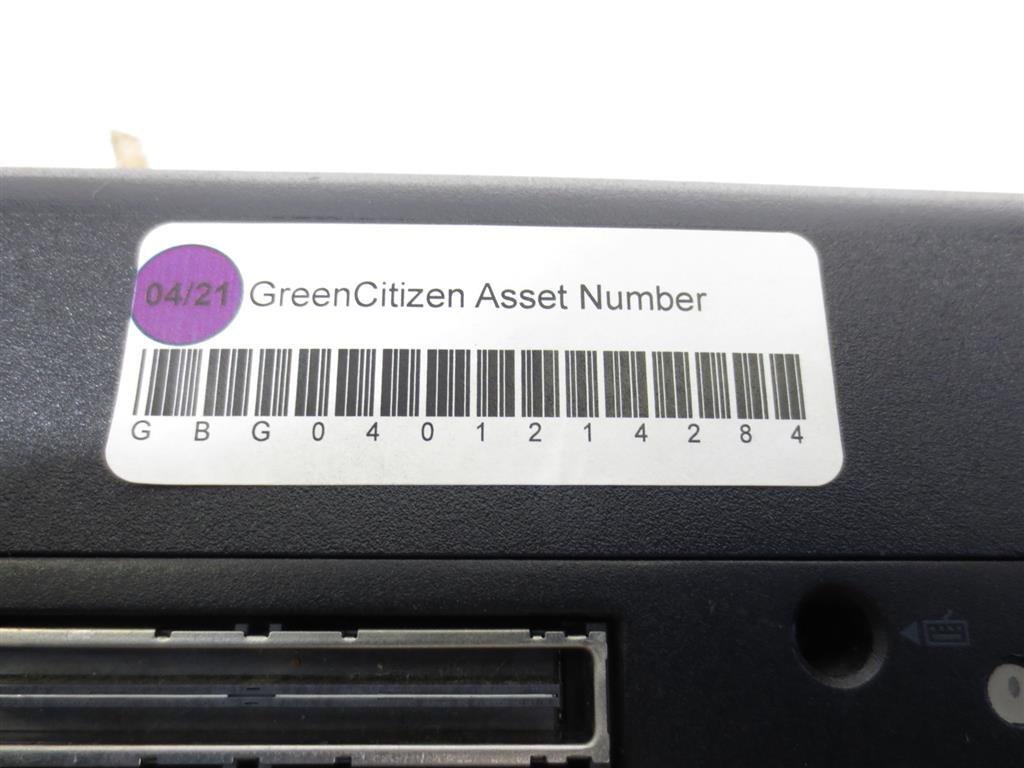 04/21 GreenCitizen Asset Number
G B G 0 4 0 1 2 1 4 2 8 4